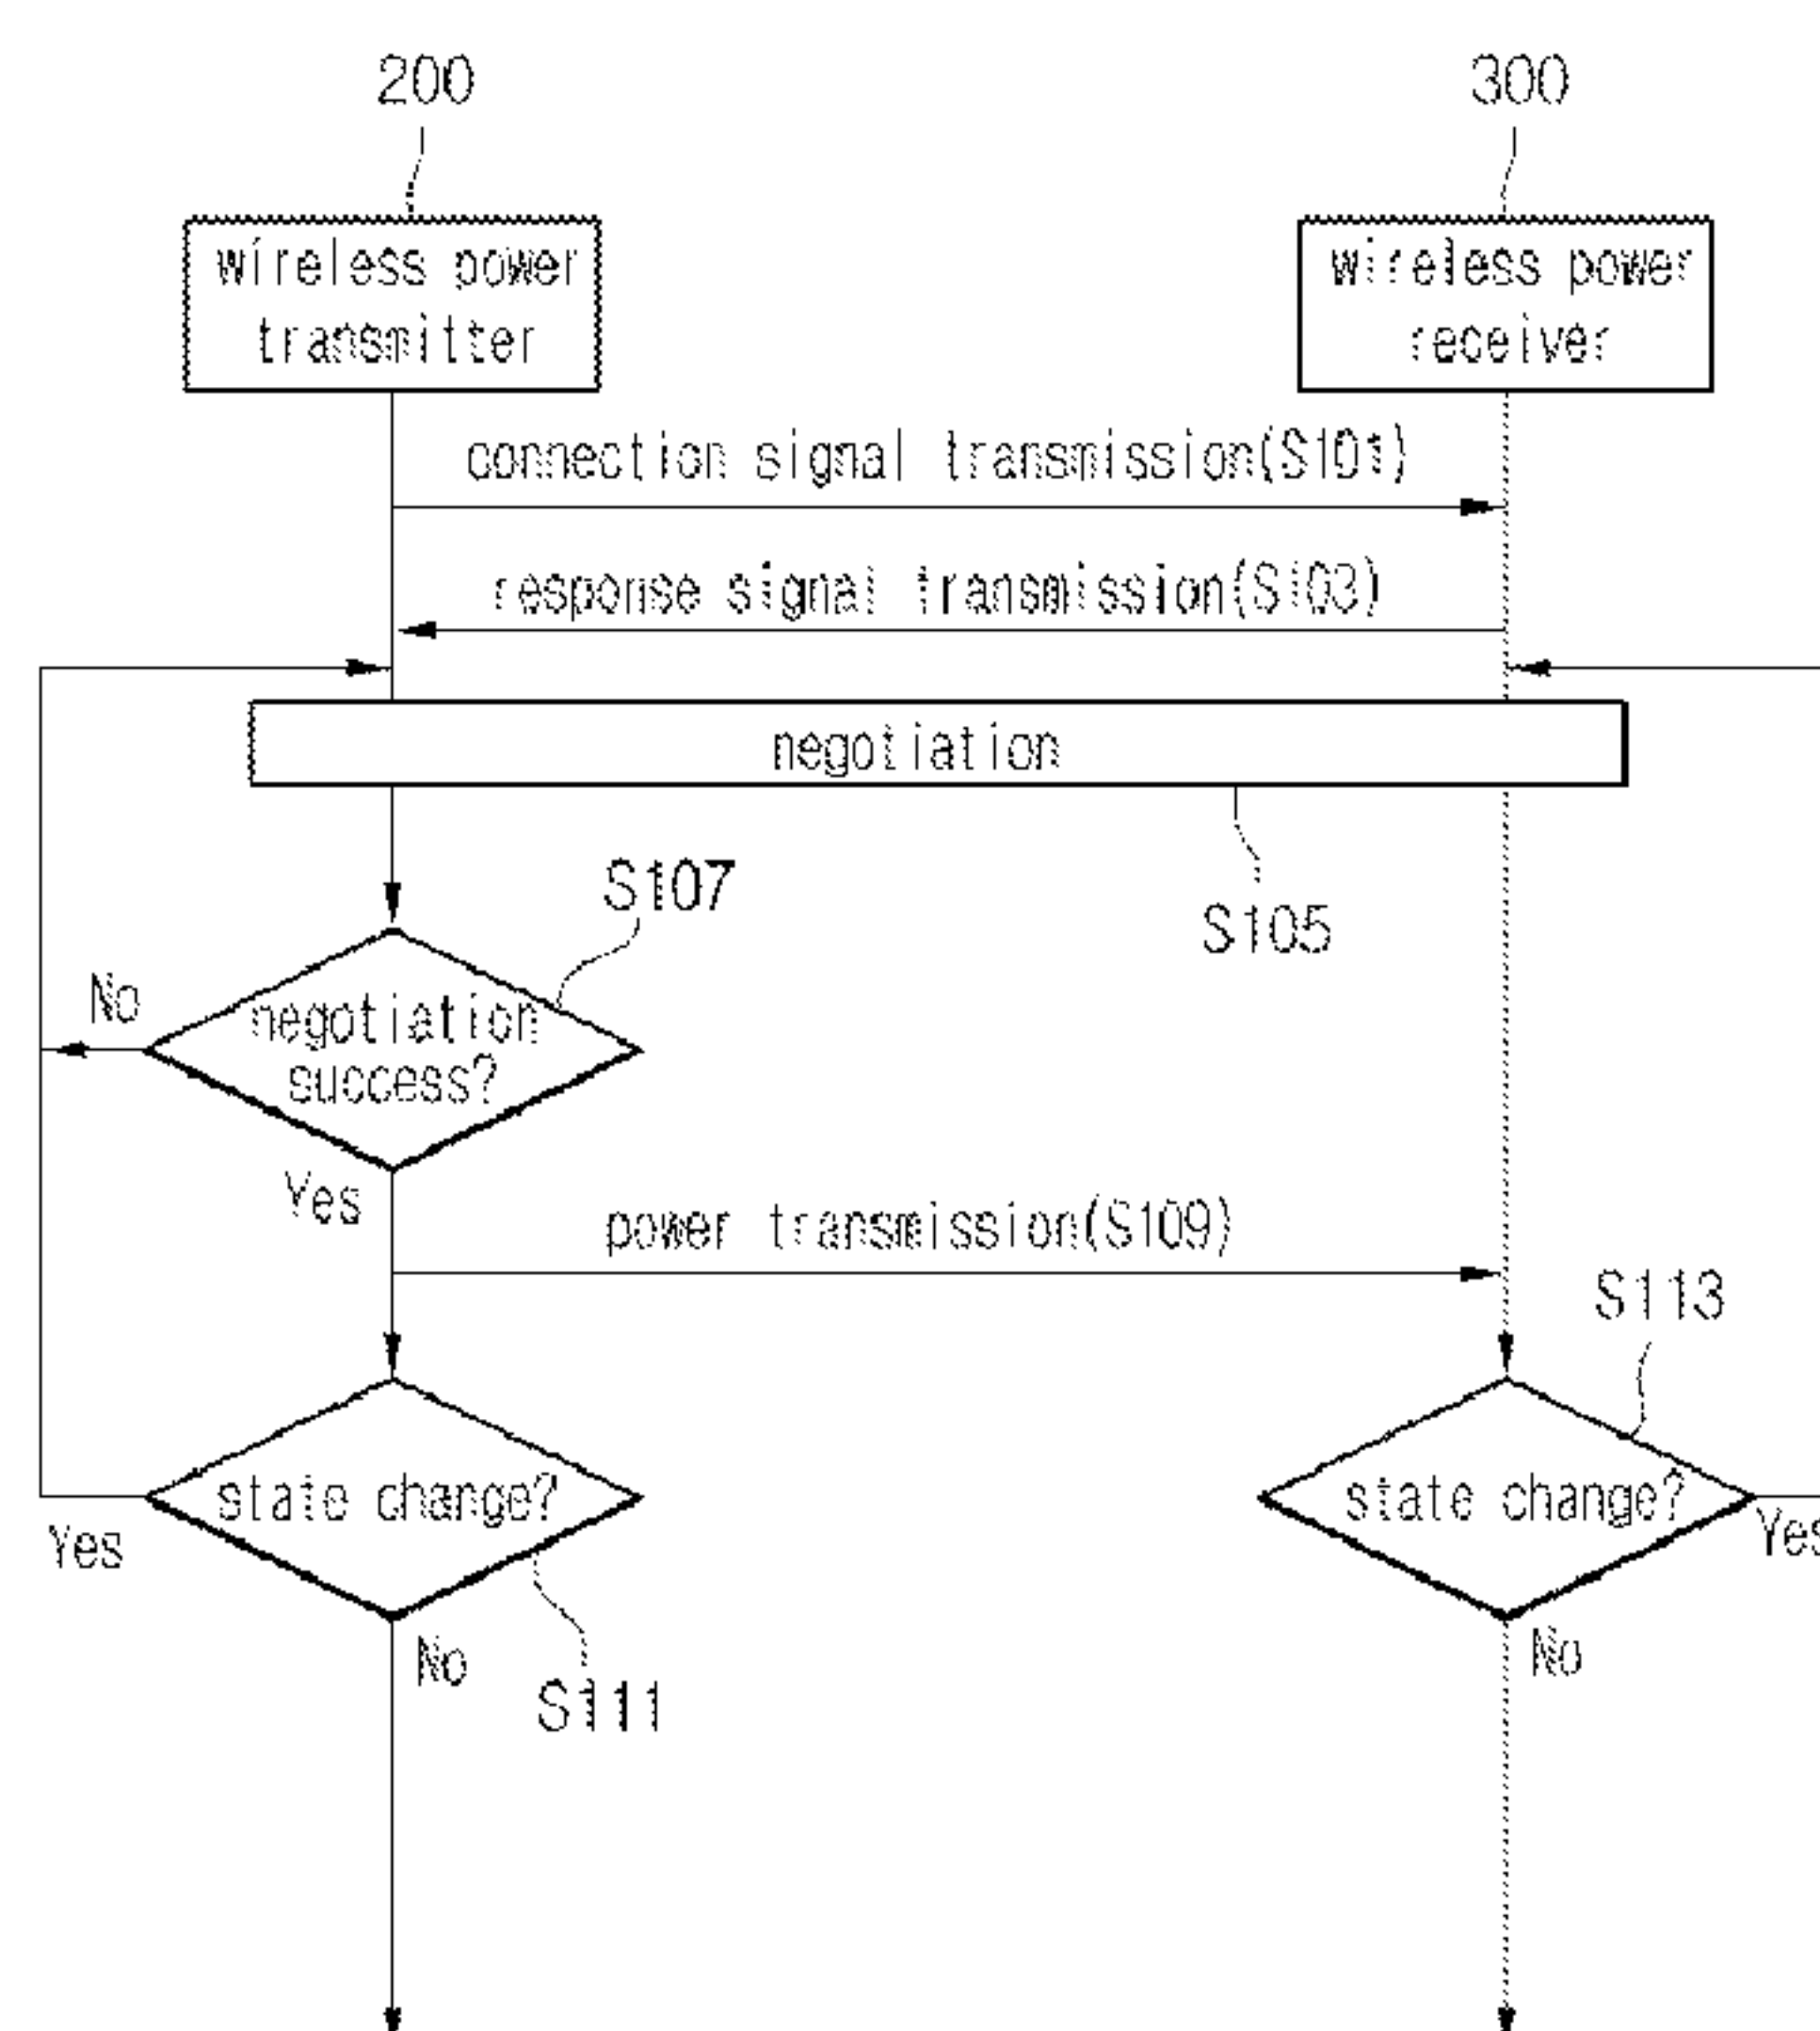 200
300
wireless power
transmitter
wireless power
receiver
connection signal transmission(S101)
response signal transmission(S103)
negotiation
S107
S105
No
negotiation
success?
Yes
power transmission(S109)
S113
state change?
state change?
Yes
Yes
No
No
S111